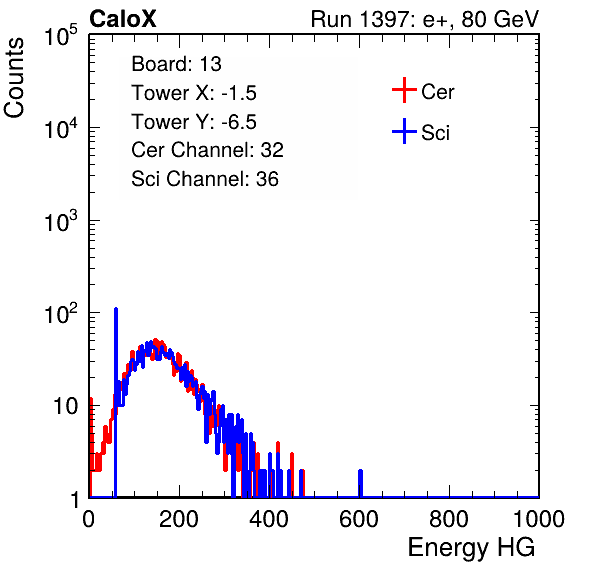 CaloX Run 1397: e+, 80 GeV
Board: 13
Tower X: -1.5
Tower Y: -6.5
Cer Channel: 32
Sci Channel: 36
Cer
Sci
Counts
10^5
10^4
10^3
10^2
10
1
0 200 400 600 800 1000
Energy HG